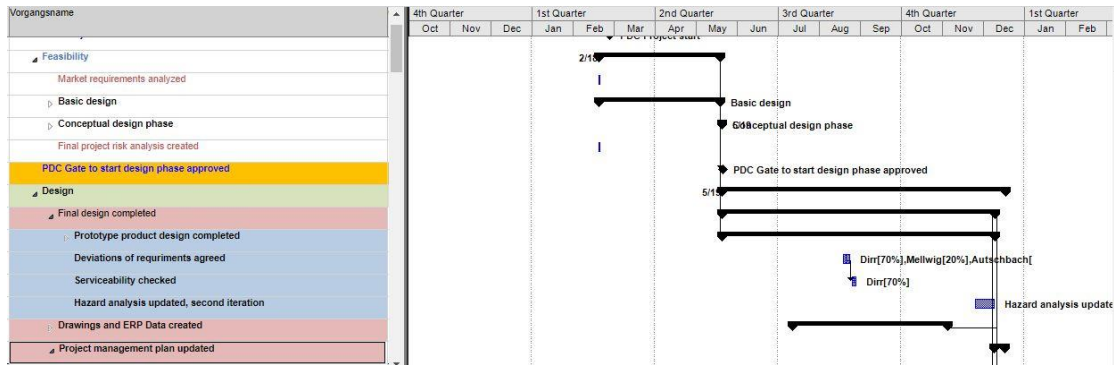 Vorgangsname
4th Quarter 1st Quarter 2nd Quarter 3rd Quarter 4th Quarter 1st Quarter
Oct Nov Dec Jan Feb Mar Apr May Jun Jul Aug Sep Oct Nov Dec Jan Feb
PDC Project start
Feasibility
Market requirements analyzed
Basic design Basic design
Conceptual design phase Conceptual design phase
Final project risk analysis created
PDC Gate to start design phase approved PDC Gate to start design phase approved
Design
Final design completed
Prototype product design completed
Deviations of requriments agreed Dirr[70%],Mellwig[20%],Autschbach[
Serviceability checked Dirr[70%]
Hazard analysis updated, second iteration Hazard analysis update
Drawings and ERP Data created
Project management plan updated